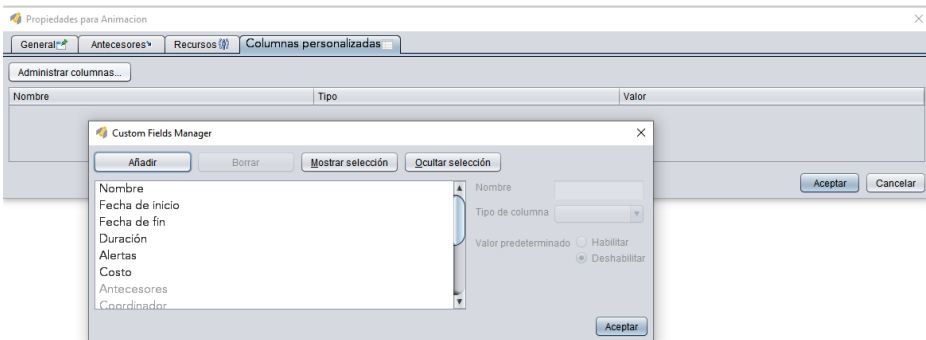 Propiedades para Animacion
General Antecesores Recursos Columnas personalizadas
Administrar columnas...
Nombre Tipo Valor
Custom Fields Manager
Añadir Borrar Mostrar selección Ocultar selección
Nombre
Fecha de inicio
Fecha de fin
Duración
Alertas
Costo
Antecesores
Coordinador
Nombre
Tipo de columna
Valor predeterminado Habilitar
Deshabilitar
Aceptar
Aceptar Cancelar